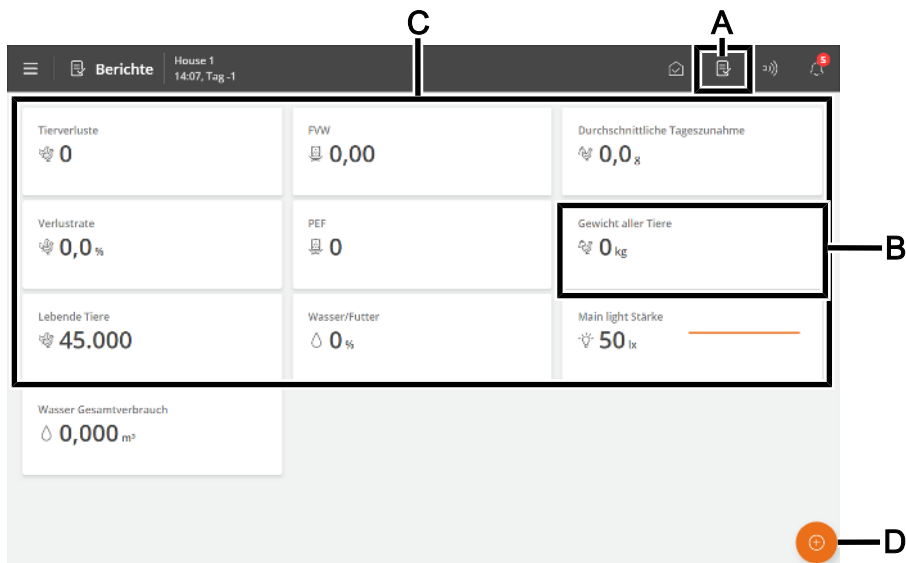 C
A
Berichte
House 1
14:07, Tag -1
5
Tierverluste
0
FVW
0,00
Durchschnittliche Tageszunahme
0,0 g
Verlustrate
0,0 %
PEF
0
Gewicht aller Tiere
0 kg
B
Lebende Tiere
45.000
Wasser/Futter
0 %
Main light Stärke
50 lx
Wasser Gesamtverbrauch
0,000 m³
D